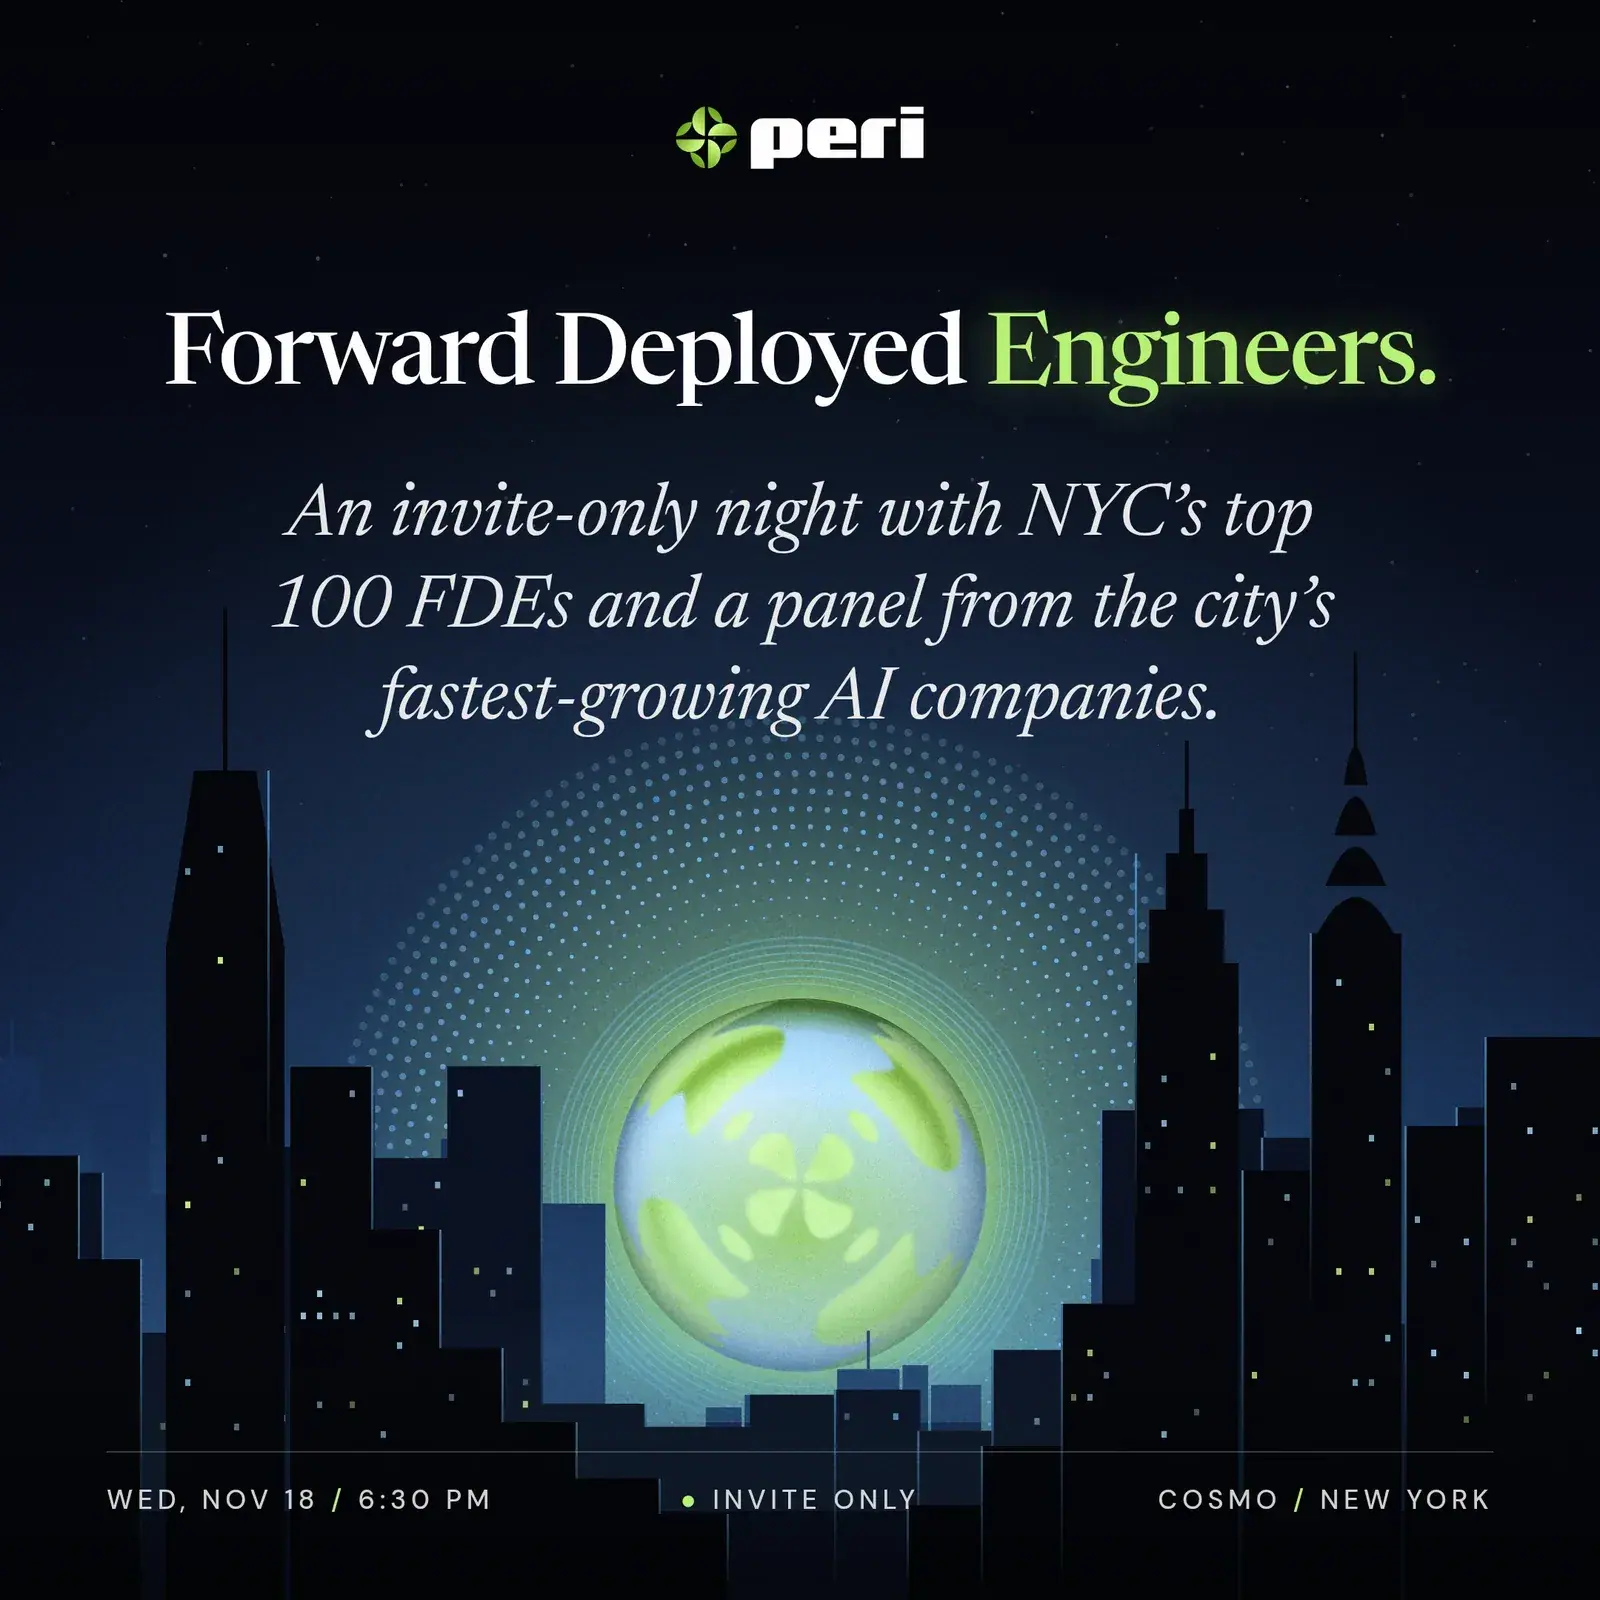 peri
Forward Deployed Engineers.
An invite-only night with NYC’s top
100 FDEs and a panel from the city’s
fastest-growing AI companies.
WED, NOV 18 / 6:30 PM
INVITE ONLY
COSMO / NEW YORK